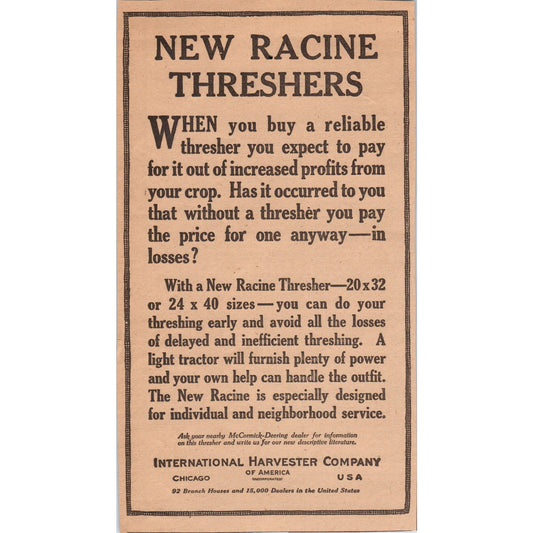 NEW RACINE
THRESHERS
WHEN you buy a reliable
thresher you expect to pay
for it out of increased profits from
your crop. Has it occurred to you
that without a thresher you pay
the price for one anyway—in
losses?
With a New Racine Thresher—20x32
or 24 x 40 sizes—you can do your
threshing early and avoid all the losses
of delayed and inefficient threshing. A
light tractor will furnish plenty of power
and your own help can handle the outfit.
The New Racine is especially designed
for individual and neighborhood service.
Ask your nearby McCormick-Deering dealer for information
on this thresher and write us for our new descriptive literature.
INTERNATIONAL HARVESTER COMPANY
OF AMERICA
CHICAGO INCORPORATED U S A
92 Branch Houses and 15,000 Dealers in the United States